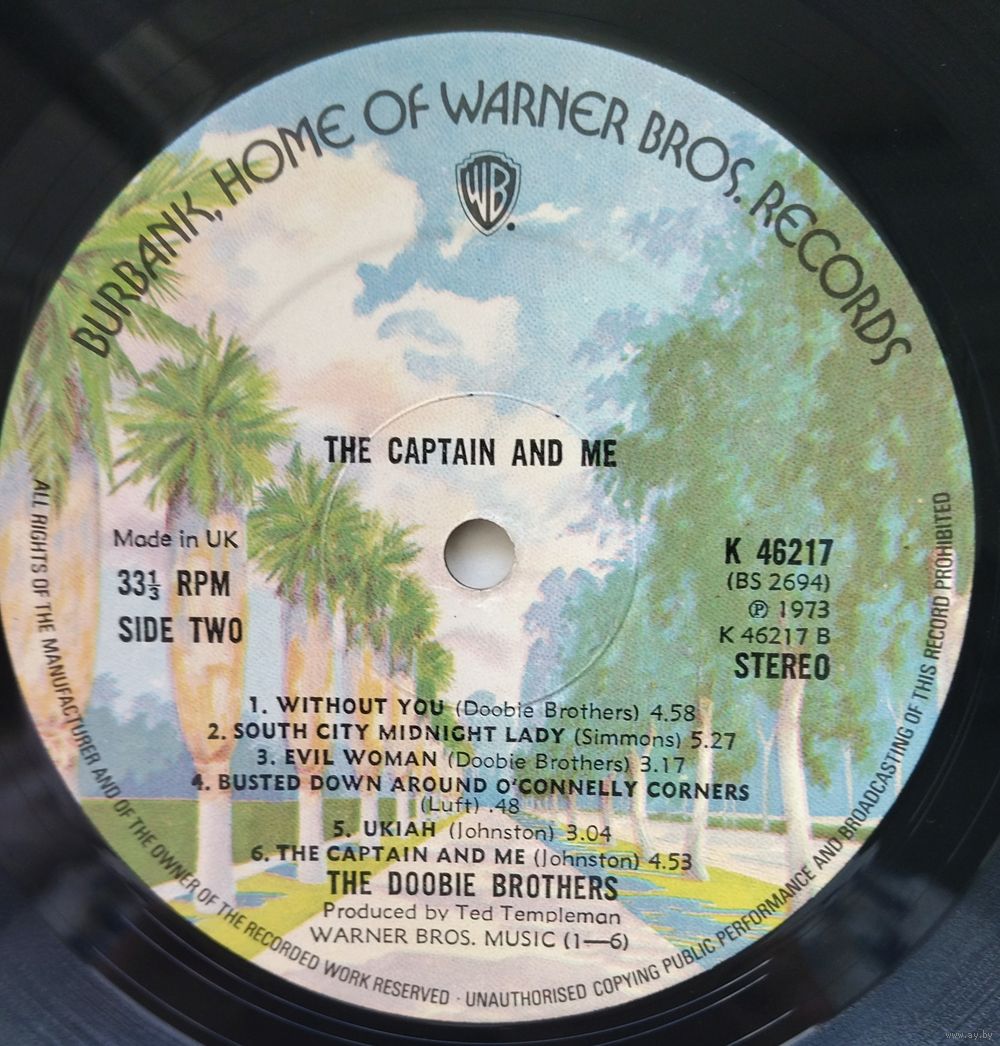 BURBANK, HOME OF WARNER BROS. RECORDS
WB
THE CAPTAIN AND ME
Made in UK
33⅓ RPM
SIDE TWO
K 46217
(BS 2694)
℗ 1973
K 46217 B
STEREO
1. WITHOUT YOU (Doobie Brothers) 4.58
2. SOUTH CITY MIDNIGHT LADY (Simmons) 5.27
3. EVIL WOMAN (Doobie Brothers) 3.17
4. BUSTED DOWN AROUND O'CONNELLY CORNERS
(Luft) .48
5. UKIAH (Johnston) 3.04
6. THE CAPTAIN AND ME (Johnston) 4.53
THE DOOBIE BROTHERS
Produced by Ted Templeman
WARNER BROS. MUSIC (1—6)
ALL RIGHTS OF THE MANUFACTURER AND OF THE OWNER OF THE RECORDED WORK RESERVED · UNAUTHORISED COPYING PUBLIC PERFORMANCE AND BROADCASTING OF THIS RECORD PROHIBITED
www.ay.by